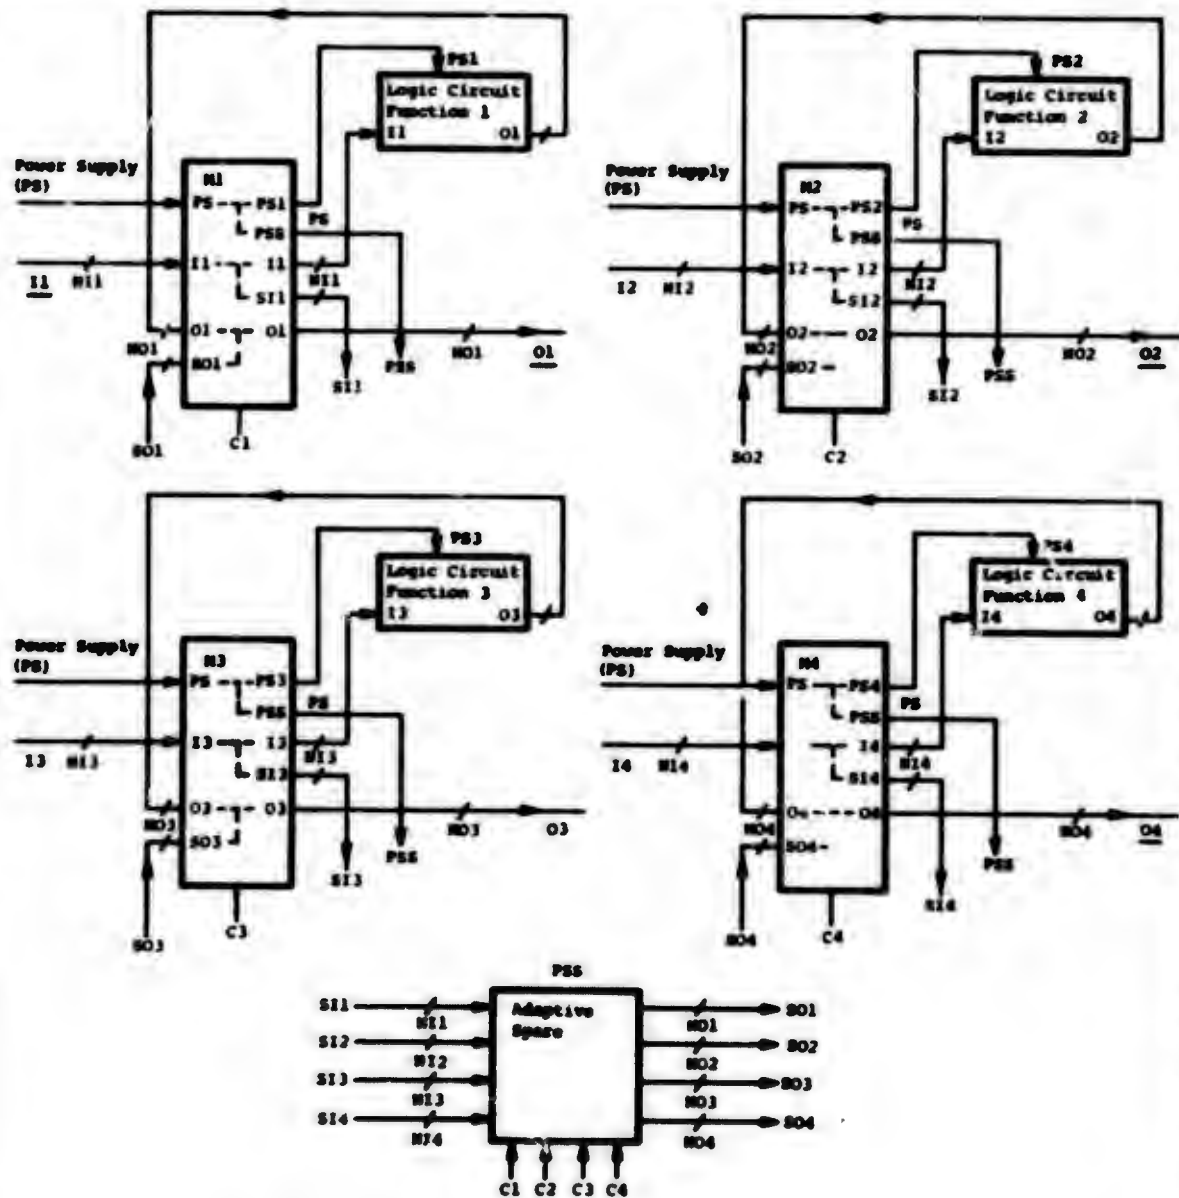 PS1
Logic Circuit
Function 1
I1 O1
Power Supply
(PS)
M1
PS PS1
PS
PSS
I1 NI1
I1 I1
NI1
SI1
O1 O1
NO1
SO1
NO1 O1
SI1
PSS
SO1
C1
PS2
Logic Circuit
Function 2
I2 O2
Power Supply
(PS)
M2
PS PS2
PS
PSS
I2 NI2
I2 I2
NI2
SI2
O2 O2
NO2
SO2
NO2 O2
SI2
PSS
SO2
C2
PS3
Logic Circuit
Function 3
I3 O3
Power Supply
(PS)
M3
PS PS3
PS
PSS
I3 NI3
I3 I3
NI3
SI3
O3 O3
NO3
SO3
NO3 O3
SI3
PSS
SO3
C3
PS4
Logic Circuit
Function 4
I4 O4
Power Supply
(PS)
M4
PS PS4
PS
PSS
I4 NI4
I4
NI4
SI4
O4 O4
NO4
SO4
NO4 O4
SI4
PSS
SO4
C4
PSS
Adaptive
Spare
SI1 NI1 NO1 SO1
SI2 NI2 NO2 SO2
SI3 NI3 NO3 SO3
SI4 NI4 NO4 SO4
C1 C2 C3 C4